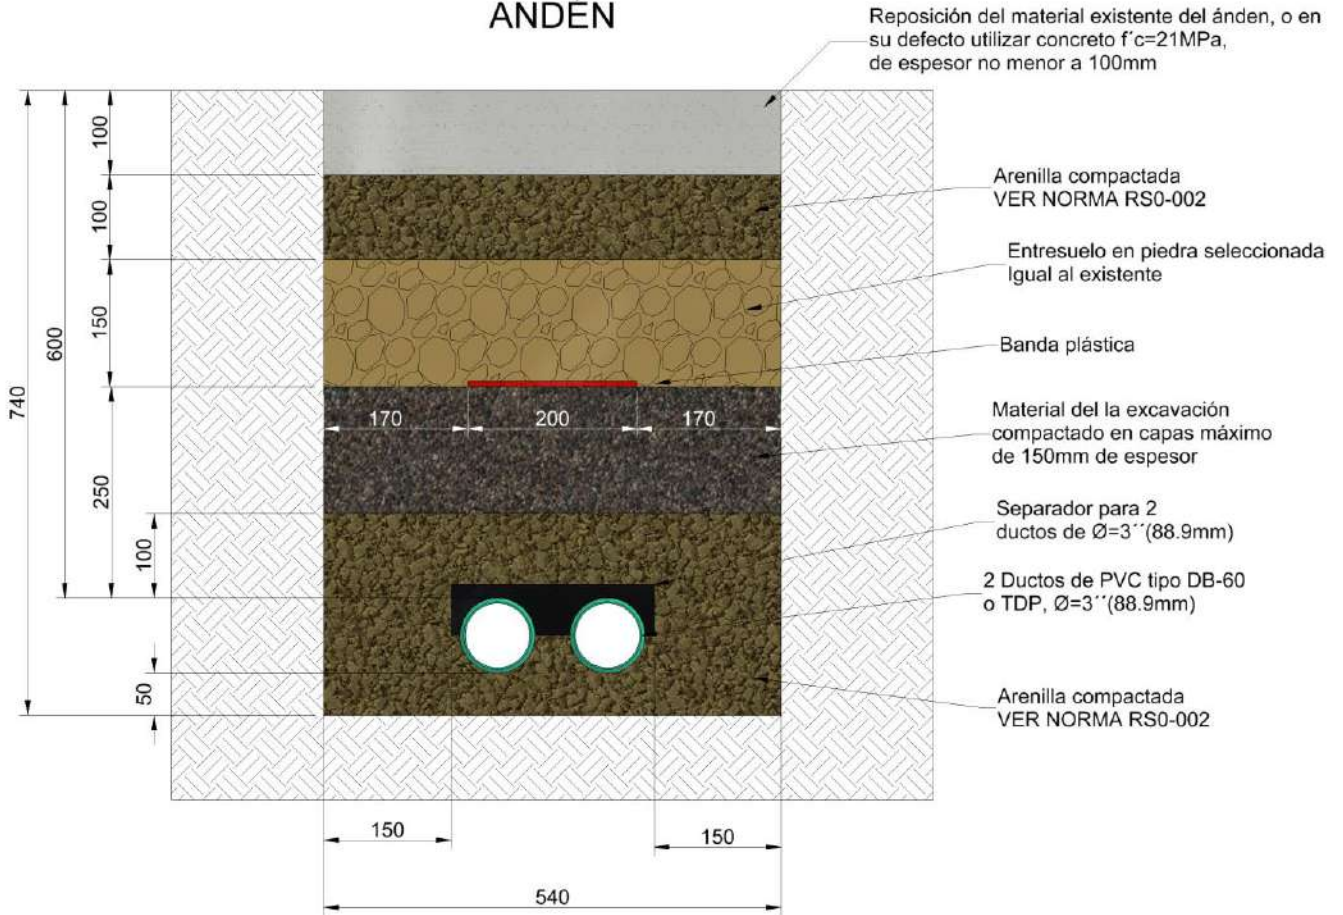 ANDÉN
Reposición del material existente del ánden, o en
su defecto utilizar concreto f´c=21MPa,
de espesor no menor a 100mm
Arenilla compactada
VER NORMA RS0-002
Entresuelo en piedra seleccionada
Igual al existente
Banda plástica
Material del la excavación
compactado en capas máximo
de 150mm de espesor
Separador para 2
ductos de Ø=3´´(88.9mm)
2 Ductos de PVC tipo DB-60
o TDP, Ø=3´´(88.9mm)
Arenilla compactada
VER NORMA RS0-002
740
600
100
100
150
250
100
50
170
200
170
150
150
540